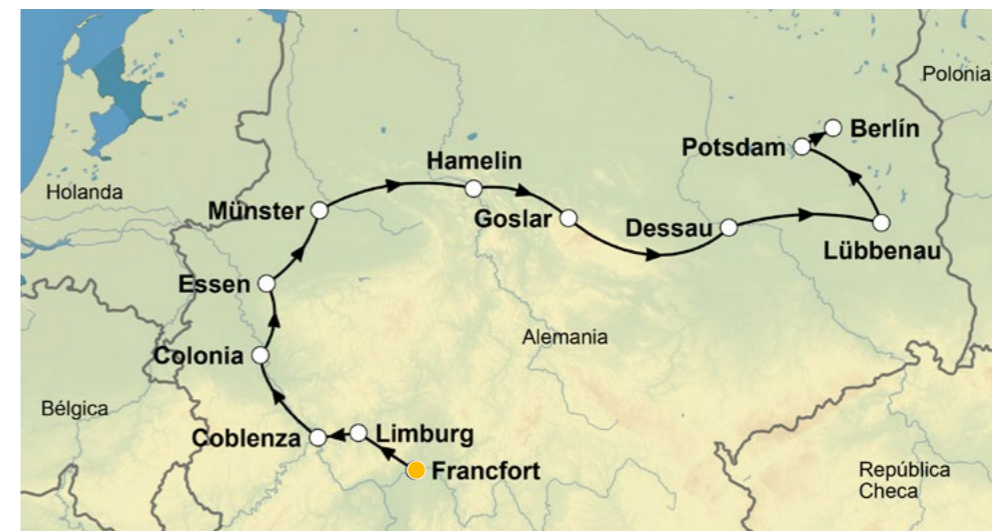 Polonia
Berlín
Potsdam
Hamelin
Holanda
Münster
Goslar
Dessau
Lübbenau
Essen
Alemania
Colonia
Bélgica
Coblenza
Limburg
Francfort
República
Checa